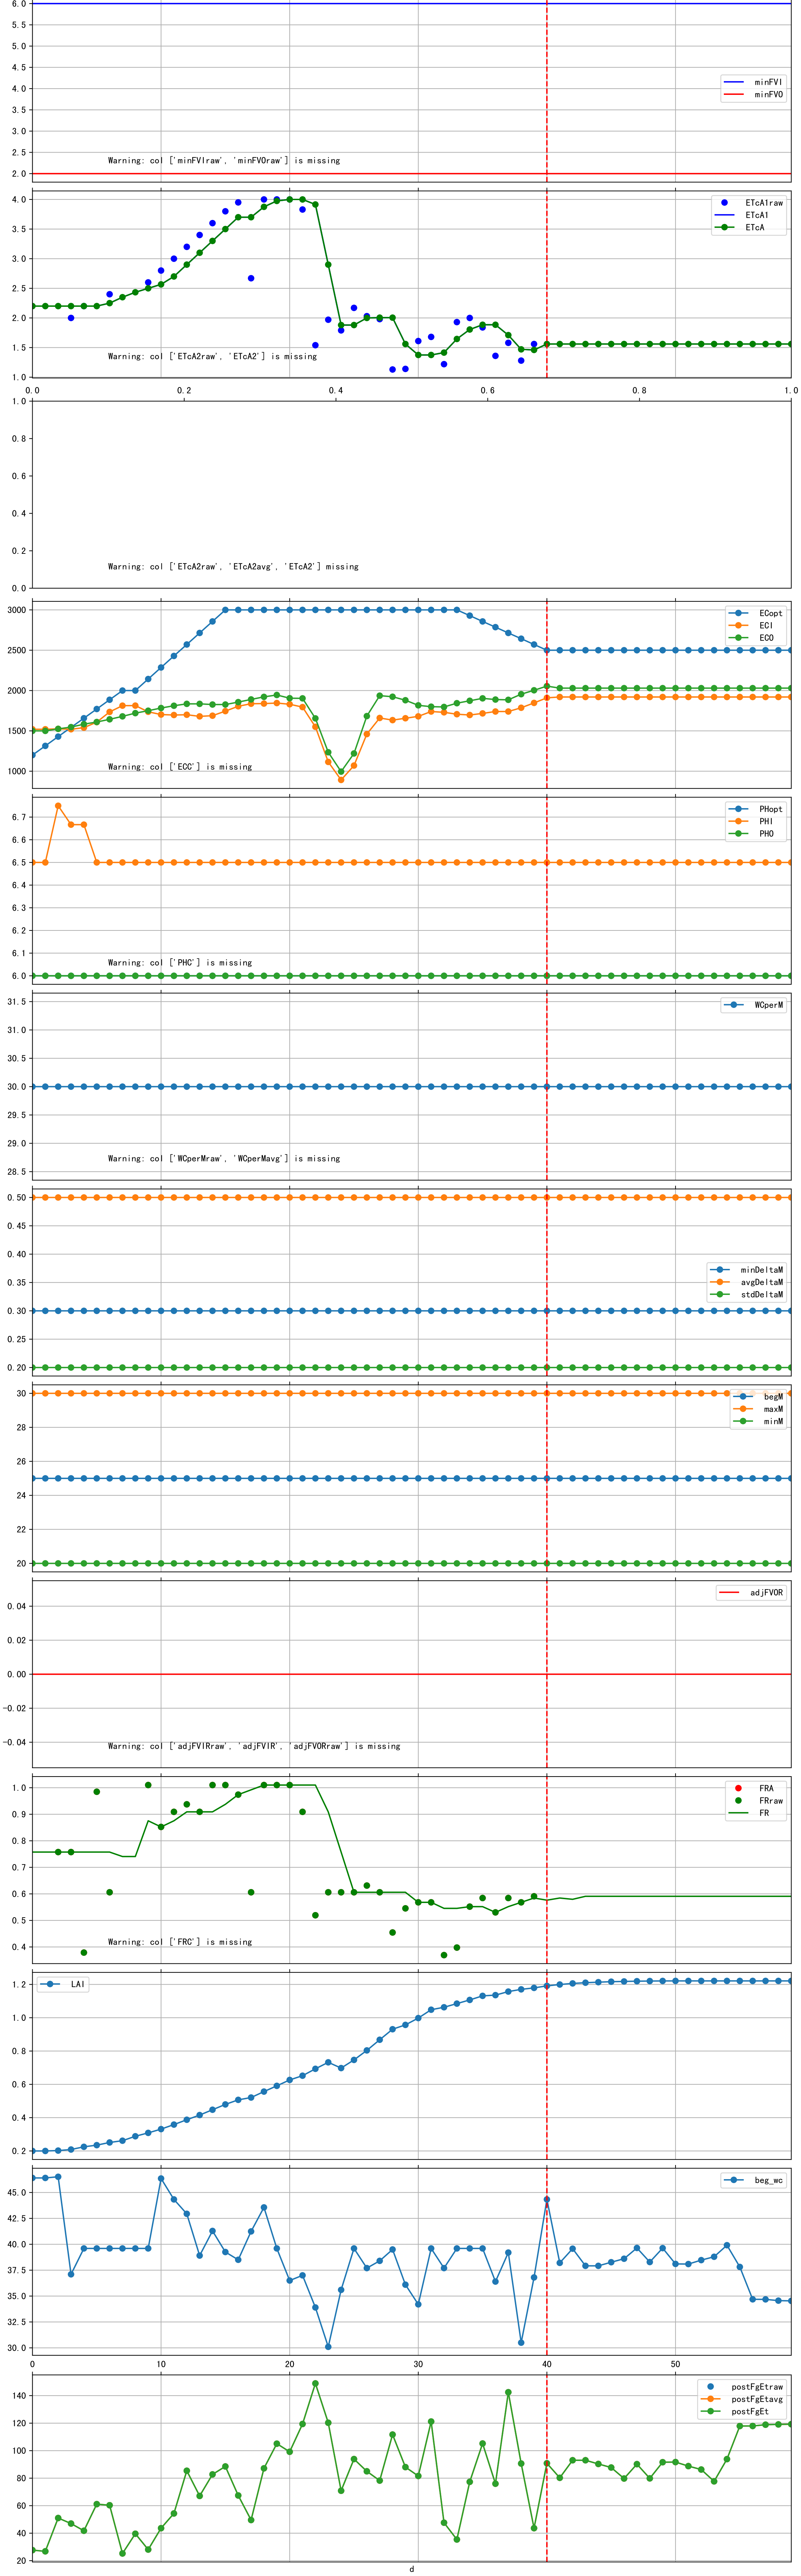 6.0
5.5
5.0
4.5
4.0
3.5
3.0
2.5
2.0
minFVI
minFVO
Warning: col ['minFVIraw', 'minFVOraw'] is missing
4.0
3.5
3.0
2.5
2.0
1.5
1.0
ETcA1raw
ETcA1
ETcA
Warning: col ['ETcA2raw', 'ETcA2'] is missing
0.0 0.2 0.4 0.6 0.8 1.0
1.0
0.8
0.6
0.4
0.2
0.0
Warning: col ['ETcA2raw', 'ETcA2avg', 'ETcA2'] missing
3000
2500
2000
1500
1000
ECopt
ECI
ECO
Warning: col ['ECC'] is missing
6.7
6.6
6.5
6.4
6.3
6.2
6.1
6.0
PHopt
PHI
PHO
Warning: col ['PHC'] is missing
31.5
31.0
30.5
30.0
29.5
29.0
28.5
WCperM
Warning: col ['WCperMraw', 'WCperMavg'] is missing
0.50
0.45
0.40
0.35
0.30
0.25
0.20
minDeltaM
avgDeltaM
stdDeltaM
30
28
26
24
22
20
begM
maxM
minM
0.04
0.02
0.00
−0.02
−0.04
adjFVOR
Warning: col ['adjFVIRraw', 'adjFVIR', 'adjFVORraw'] is missing
1.0
0.9
0.8
0.7
0.6
0.5
0.4
FRA
FRraw
FR
Warning: col ['FRC'] is missing
1.2
1.0
0.8
0.6
0.4
0.2
LAI
45.0
42.5
40.0
37.5
35.0
32.5
30.0
beg_wc
0 10 20 30 40 50
140
120
100
80
60
40
20
postFgEtraw
postFgEtavg
postFgEt
d